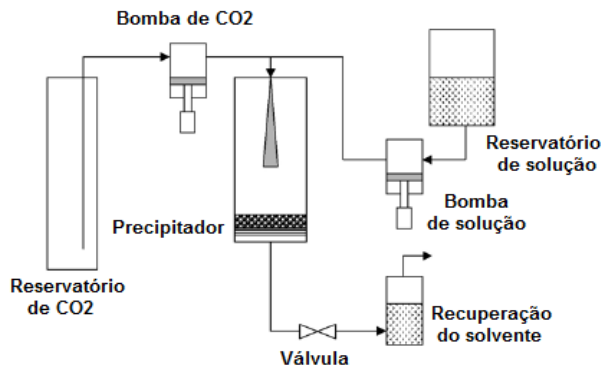 Bomba de CO2
Reservatório
de solução
Bomba
de solução
Precipitador
Reservatório
de CO2
Recuperação
do solvente
Válvula